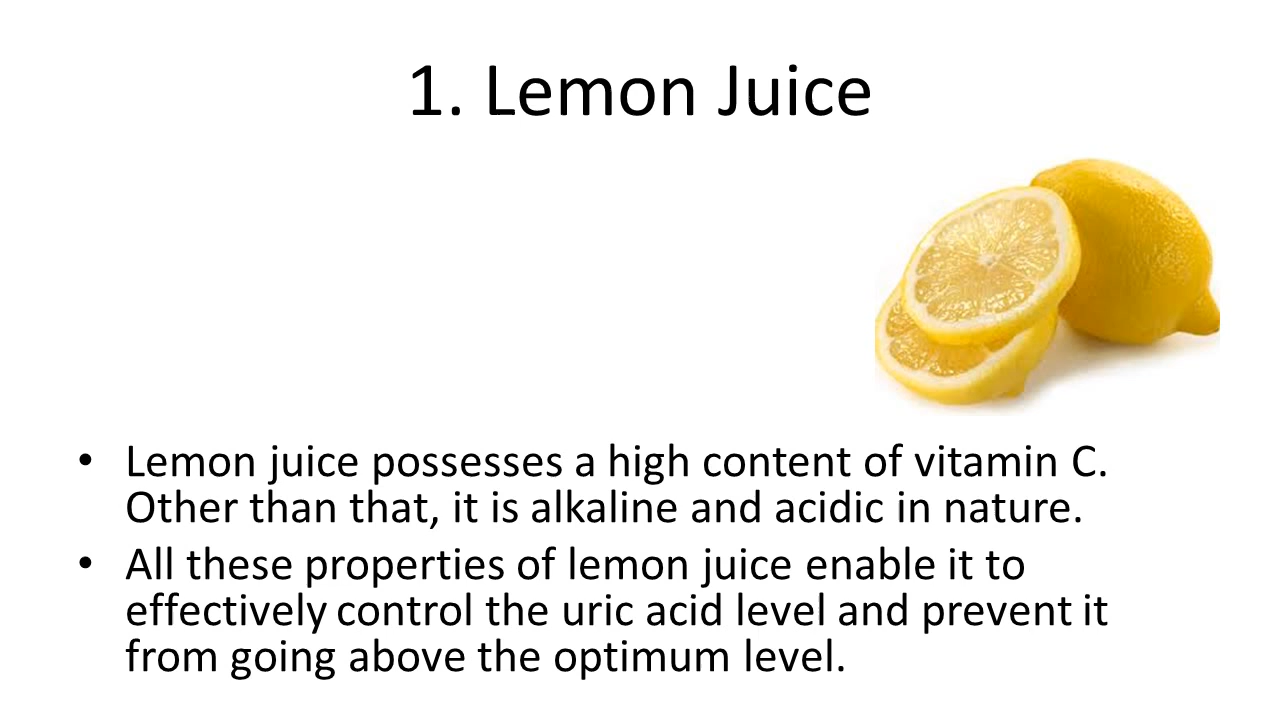 1. Lemon Juice
• Lemon juice possesses a high content of vitamin C.
Other than that, it is alkaline and acidic in nature.
• All these properties of lemon juice enable it to
effectively control the uric acid level and prevent it
from going above the optimum level.